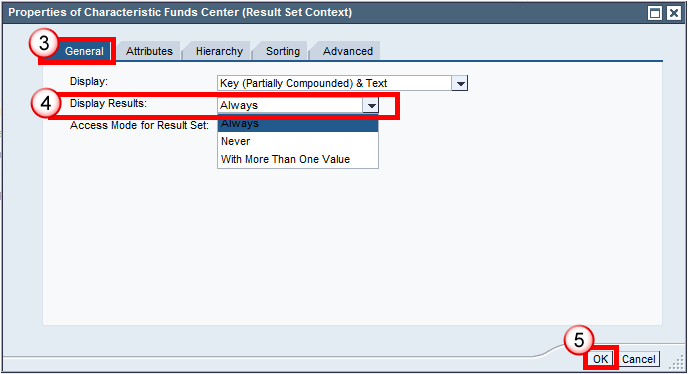 Properties of Characteristic Funds Center (Result Set Context)
3
General Attributes Hierarchy Sorting Advanced
Display: Key (Partially Compounded) & Text
4
Display Results: Always
Access Mode for Result Set: Always
Never
With More Than One Value
5
OK Cancel